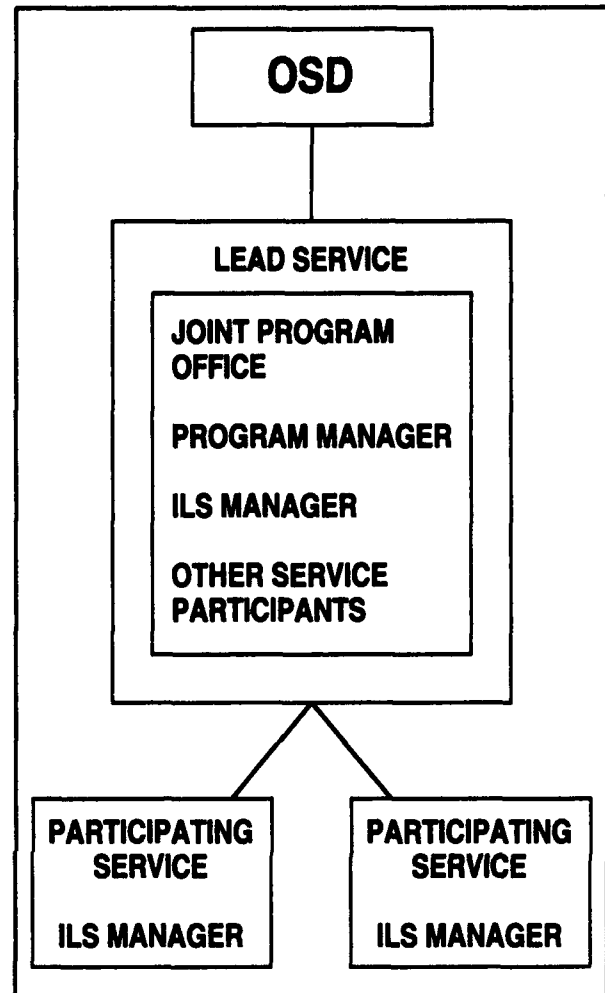 OSD
LEAD SERVICE
JOINT PROGRAM
OFFICE
PROGRAM MANAGER
ILS MANAGER
OTHER SERVICE
PARTICIPANTS
PARTICIPATING
SERVICE
ILS MANAGER
PARTICIPATING
SERVICE
ILS MANAGER